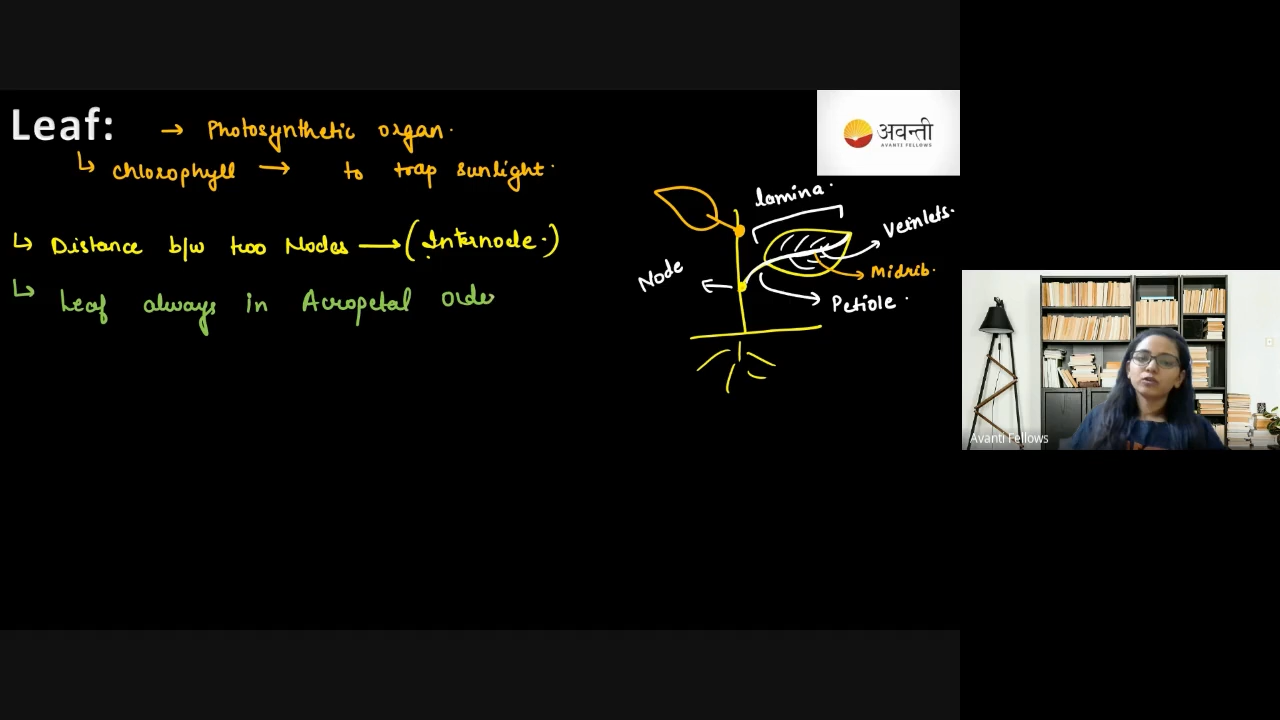 Leaf: → Photosynthetic organ.
↳ chlorophyll → to trap sunlight.
↳ Distance b/w two Nodes → (Internode.)
↳ Leaf always in Acropetal Order
अवन्ती
AVANTI FELLOWS
lamina.
Veinlets.
Node
Midrib.
Petiole.
Avanti Fellows